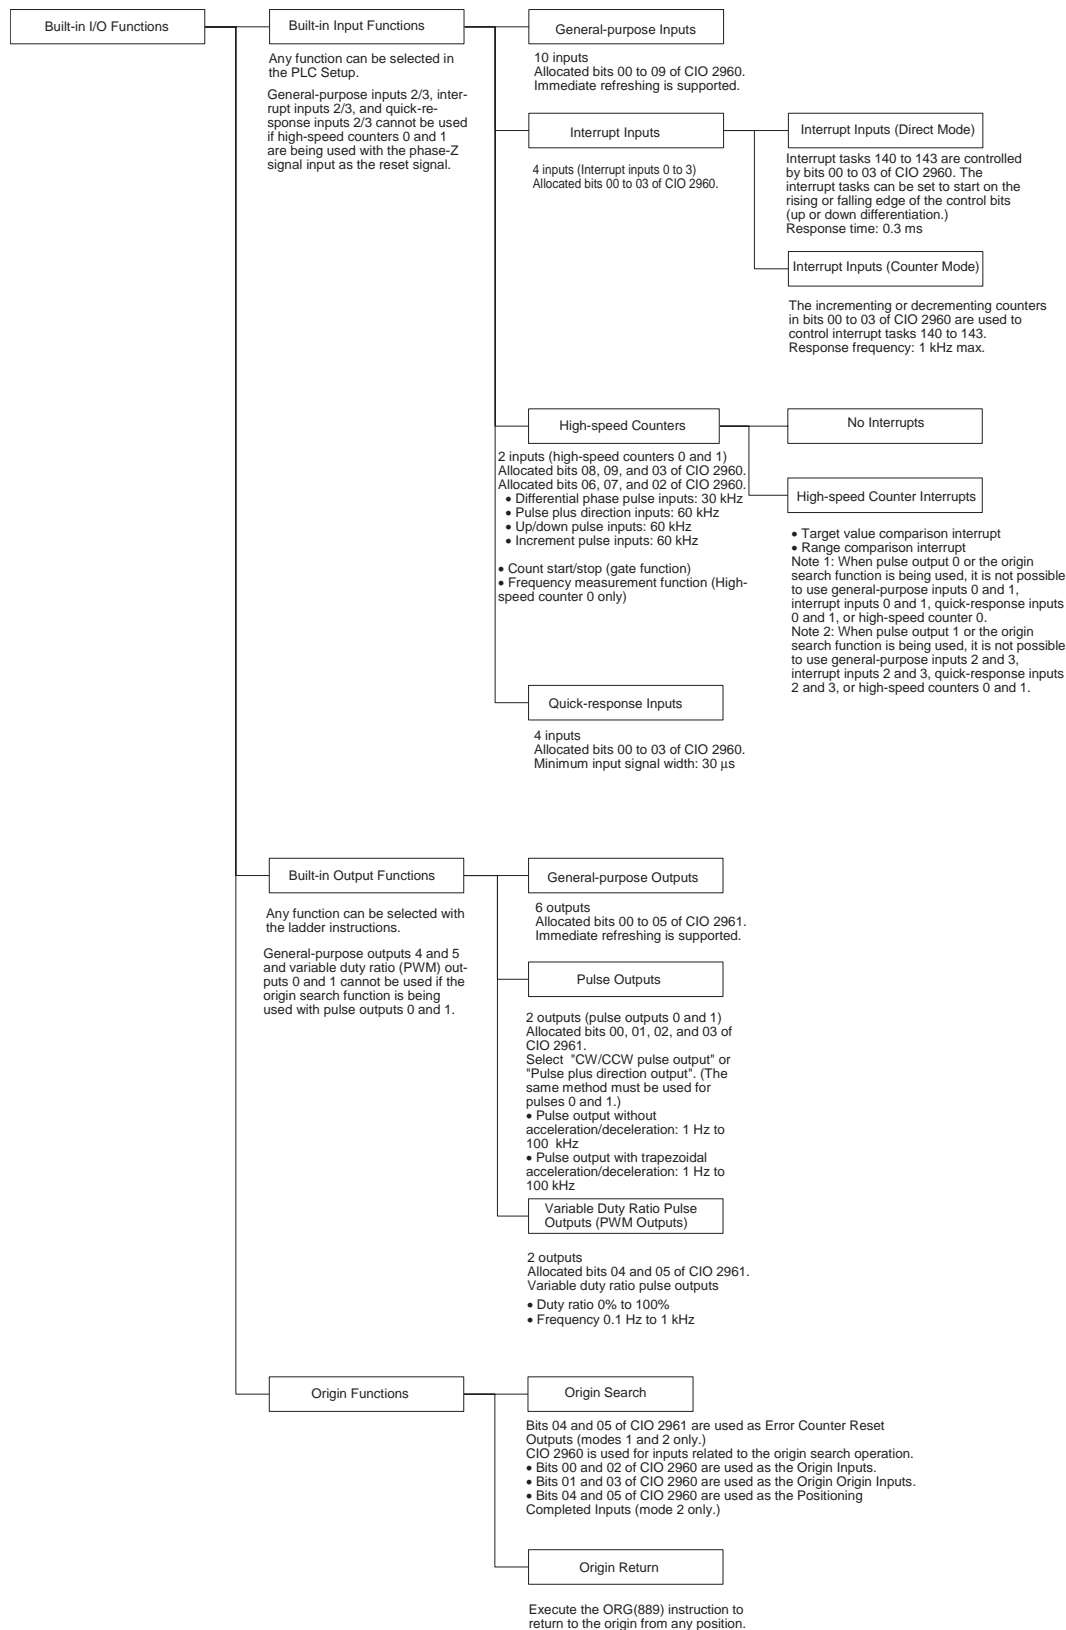 Built-in I/O Functions
Built-in Input Functions
Any function can be selected in
the PLC Setup.
General-purpose inputs 2/3, inter-
rupt inputs 2/3, and quick-re-
sponse inputs 2/3 cannot be used
if high-speed counters 0 and 1
are being used with the phase-Z
signal input as the reset signal.
General-purpose Inputs
10 inputs
Allocated bits 00 to 09 of CIO 2960.
Immediate refreshing is supported.
Interrupt Inputs
4 inputs (Interrupt inputs 0 to 3)
Allocated bits 00 to 03 of CIO 2960.
Interrupt Inputs (Direct Mode)
Interrupt tasks 140 to 143 are controlled
by bits 00 to 03 of CIO 2960. The
interrupt tasks can be set to start on the
rising or falling edge of the control bits
(up or down differentiation.)
Response time: 0.3 ms
Interrupt Inputs (Counter Mode)
The incrementing or decrementing counters
in bits 00 to 03 of CIO 2960 are used to
control interrupt tasks 140 to 143.
Response frequency: 1 kHz max.
High-speed Counters
2 inputs (high-speed counters 0 and 1)
Allocated bits 08, 09, and 03 of CIO 2960.
Allocated bits 06, 07, and 02 of CIO 2960.
• Differential phase pulse inputs: 30 kHz
• Pulse plus direction inputs: 60 kHz
• Up/down pulse inputs: 60 kHz
• Increment pulse inputs: 60 kHz
• Count start/stop (gate function)
• Frequency measurement function (High-
speed counter 0 only)
No Interrupts
High-speed Counter Interrupts
• Target value comparison interrupt
• Range comparison interrupt
Note 1: When pulse output 0 or the origin
search function is being used, it is not possible
to use general-purpose inputs 0 and 1,
interrupt inputs 0 and 1, quick-response inputs
0 and 1, or high-speed counter 0.
Note 2: When pulse output 1 or the origin
search function is being used, it is not possible
to use general-purpose inputs 2 and 3,
interrupt inputs 2 and 3, quick-response inputs
2 and 3, or high-speed counters 0 and 1.
Quick-response Inputs
4 inputs
Allocated bits 00 to 03 of CIO 2960.
Minimum input signal width: 30 μs
Built-in Output Functions
Any function can be selected with
the ladder instructions.
General-purpose outputs 4 and 5
and variable duty ratio (PWM) out-
puts 0 and 1 cannot be used if the
origin search function is being
used with pulse outputs 0 and 1.
General-purpose Outputs
6 outputs
Allocated bits 00 to 05 of CIO 2961.
Immediate refreshing is supported.
Pulse Outputs
2 outputs (pulse outputs 0 and 1)
Allocated bits 00, 01, 02, and 03 of
CIO 2961.
Select "CW/CCW pulse output" or
"Pulse plus direction output". (The
same method must be used for
pulses 0 and 1.)
• Pulse output without
acceleration/deceleration: 1 Hz to
100 kHz
• Pulse output with trapezoidal
acceleration/deceleration: 1 Hz to
100 kHz
Variable Duty Ratio Pulse
Outputs (PWM Outputs)
2 outputs
Allocated bits 04 and 05 of CIO 2961.
Variable duty ratio pulse outputs
• Duty ratio 0% to 100%
• Frequency 0.1 Hz to 1 kHz
Origin Functions
Origin Search
Bits 04 and 05 of CIO 2961 are used as Error Counter Reset
Outputs (modes 1 and 2 only.)
CIO 2960 is used for inputs related to the origin search operation.
• Bits 00 and 02 of CIO 2960 are used as the Origin Inputs.
• Bits 01 and 03 of CIO 2960 are used as the Origin Origin Inputs.
• Bits 04 and 05 of CIO 2960 are used as the Positioning
Completed Inputs (mode 2 only.)
Origin Return
Execute the ORG(889) instruction to
return to the origin from any position.